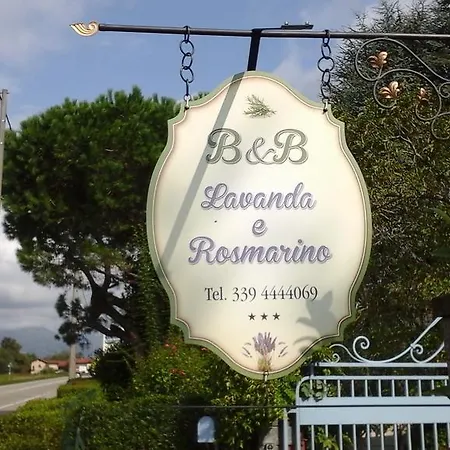 B&B
Lavanda
e
Rosmarino
Tel. 339 4444069